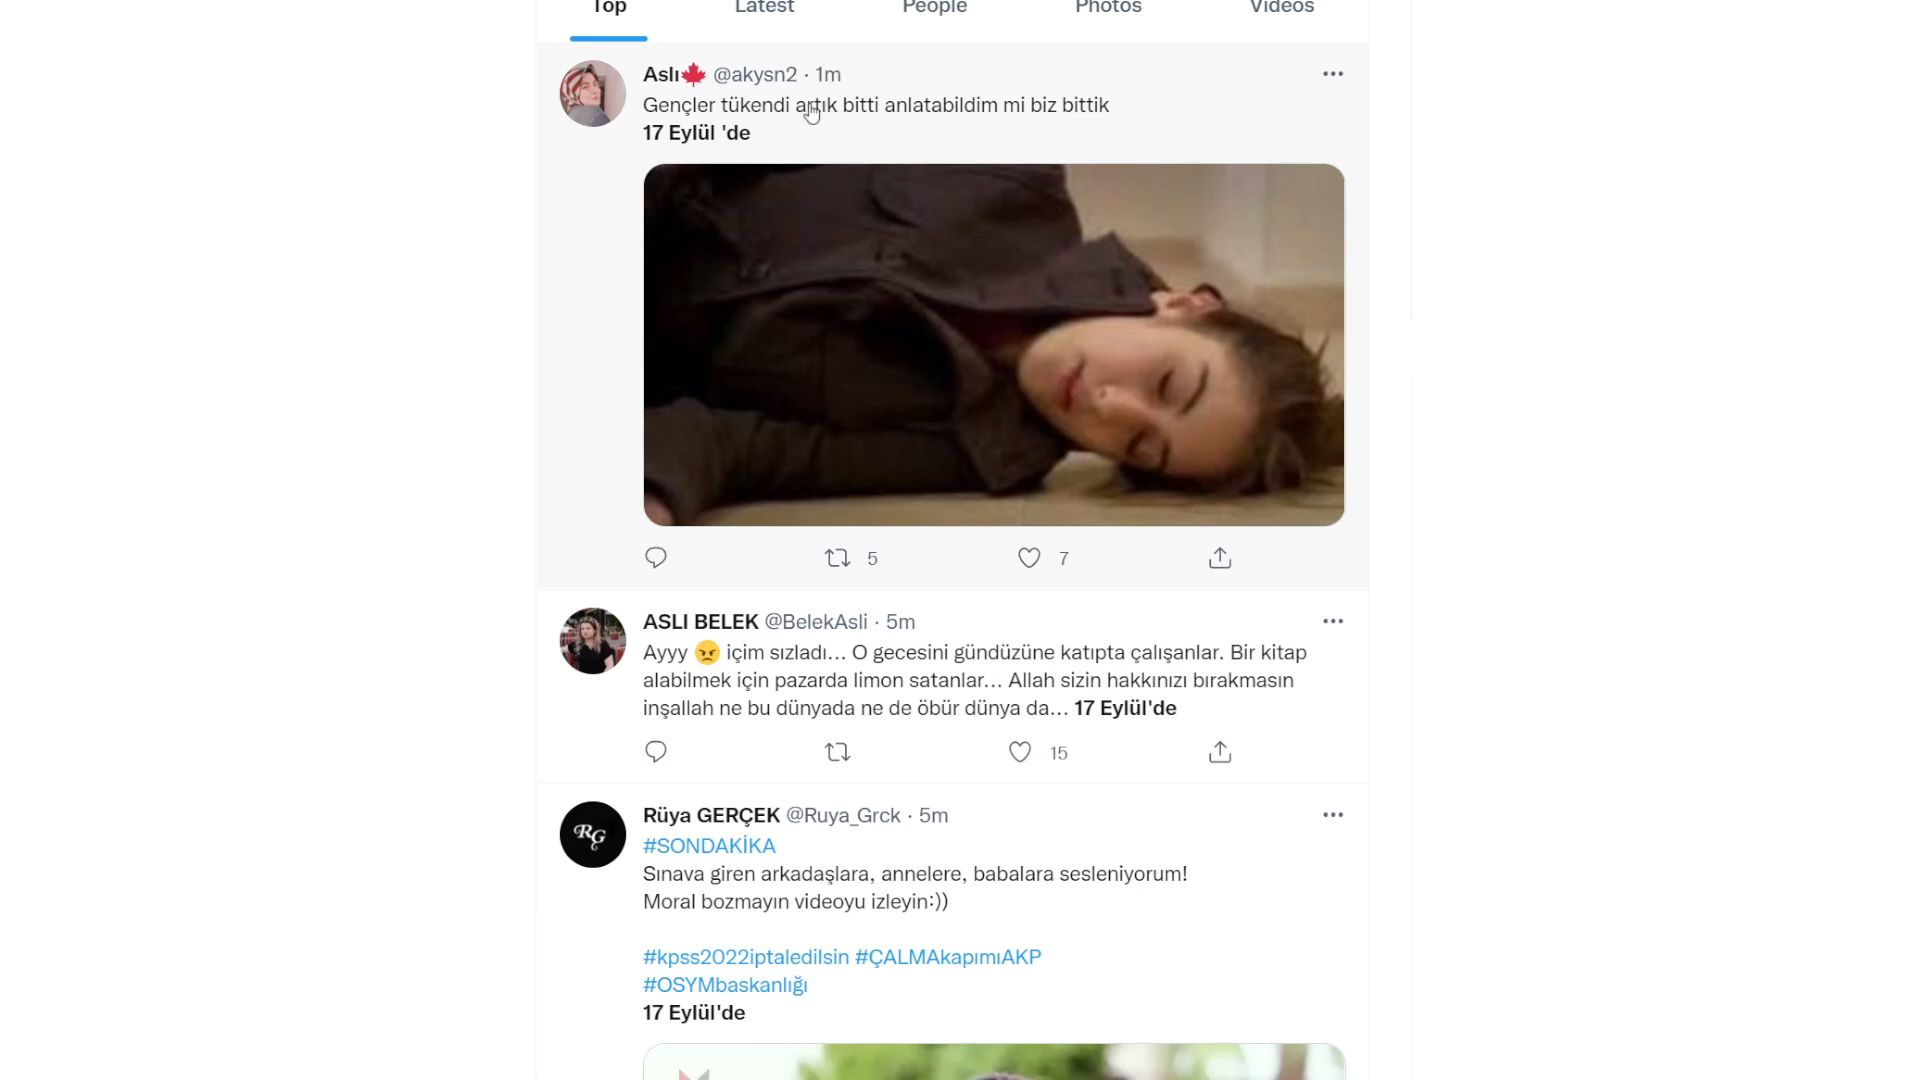 Top Latest People Photos Videos
Aslı🍁 @akysn2 · 1m
Gençler tükendi artık bitti anlatabildim mi biz bittik
17 Eylül 'de
5 7
ASLI BELEK @BelekAsli · 5m
Ayyy 😠 içim sızladı... O gecesini gündüzüne katıpta çalışanlar. Bir kitap
alabilmek için pazarda limon satanlar... Allah sizin hakkınızı bırakmasın
inşallah ne bu dünyada ne de öbür dünya da... 17 Eylül'de
15
RG
Rüya GERÇEK @Ruya_Grck · 5m
#SONDAKİKA
Sınava giren arkadaşlara, annelere, babalara sesleniyorum!
Moral bozmayın videoyu izleyin:))
#kpss2022iptaledilsin #ÇALMAkapımıAKP
#OSYMbaskanlığı
17 Eylül'de